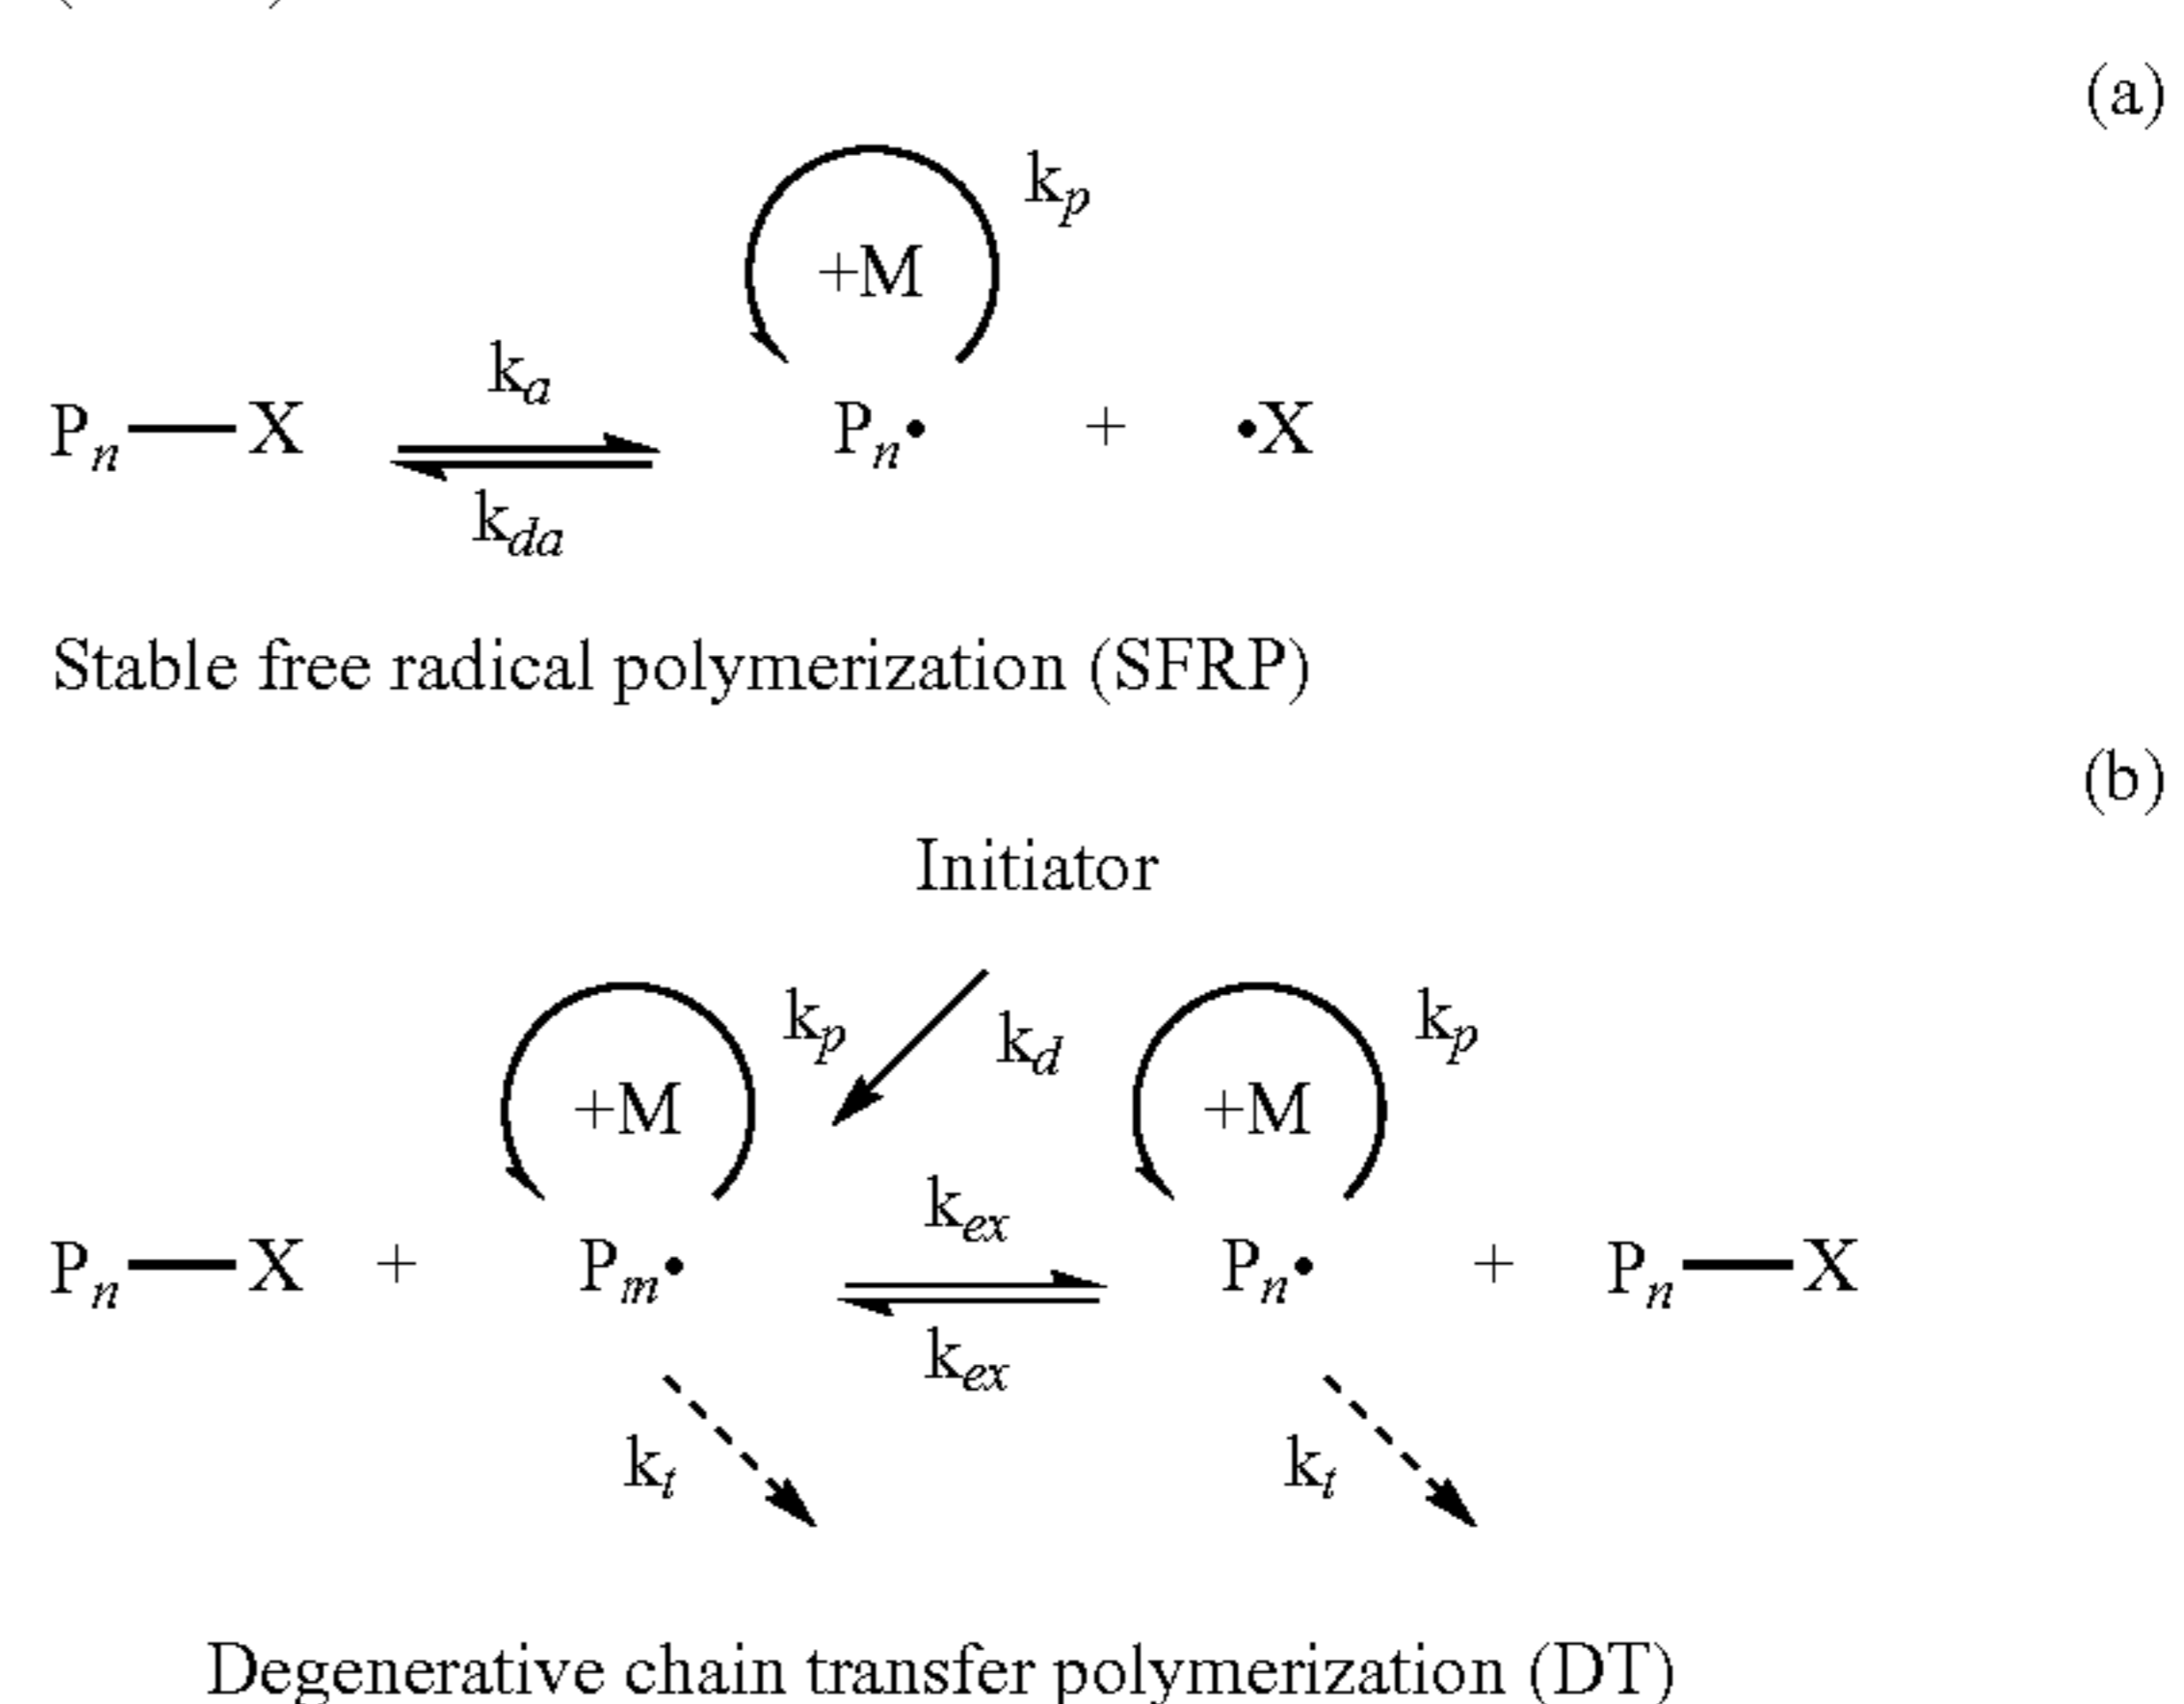 (a)
kp
+M
ka
Pn—X Pn• + •X
kda
Stable free radical polymerization (SFRP)
(b)
Initiator
kp kd kp
+M +M
kex
Pn—X + Pm• Pn• + Pn—X
kex
kt kt
Degenerative chain transfer polymerization (DT)